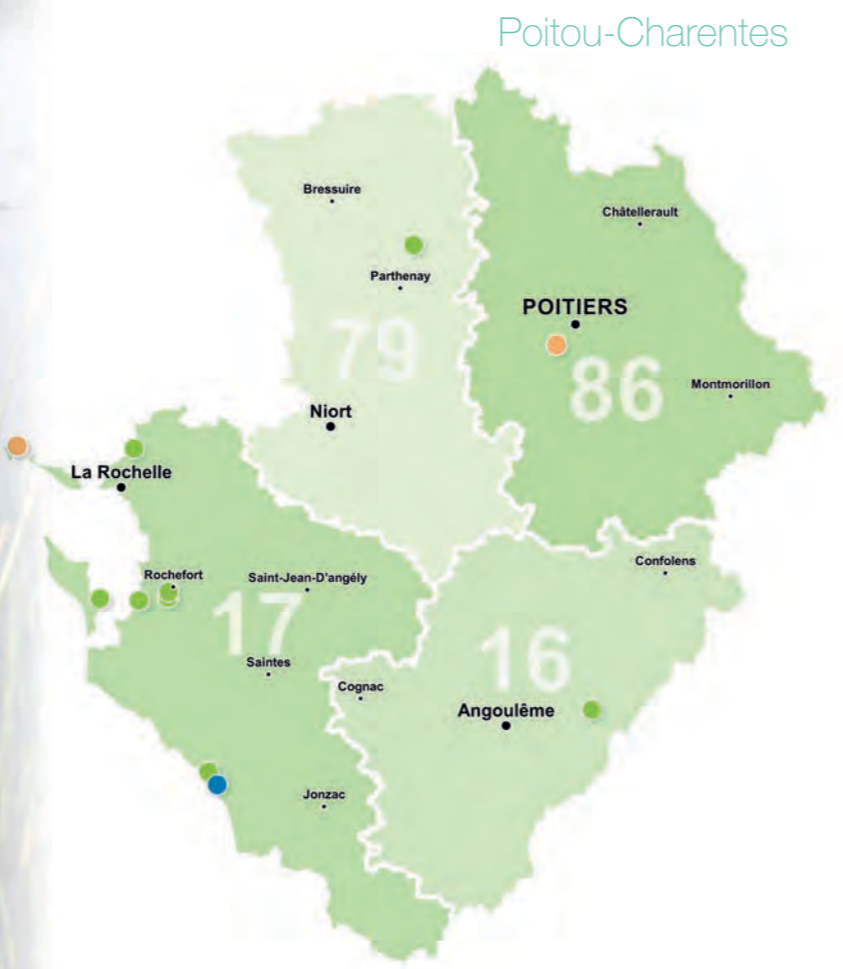 Poitou-Charentes
Bressuire
Châtellerault
Parthenay
POITIERS
79
86
Montmorillon
Niort
La Rochelle
Confolens
Rochefort
Saint-Jean-D'angély
17
16
Saintes
Cognac
Angoulême
Jonzac